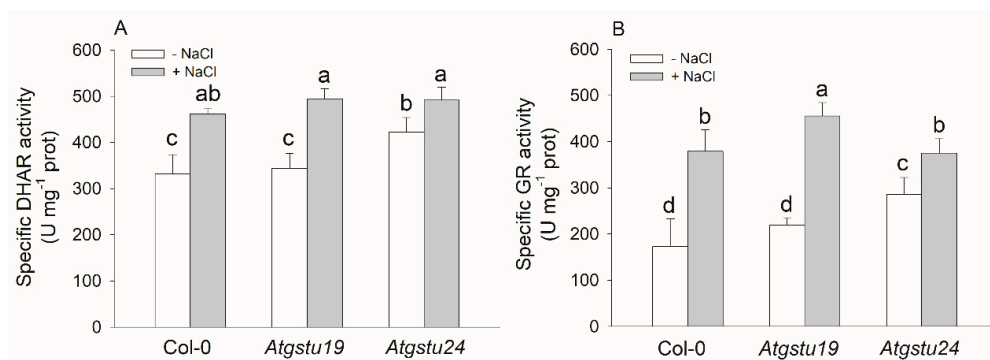 A
- NaCl
+ NaCl
600
500
400
300
200
100
0
Specific DHAR activity
(U mg-1 prot)
c
ab
c
a
b
a
Col-0
Atgstu19
Atgstu24
B
- NaCl
+ NaCl
600
500
400
300
200
100
0
Specific GR activity
(U mg-1 prot)
d
b
d
a
c
b
Col-0
Atgstu19
Atgstu24